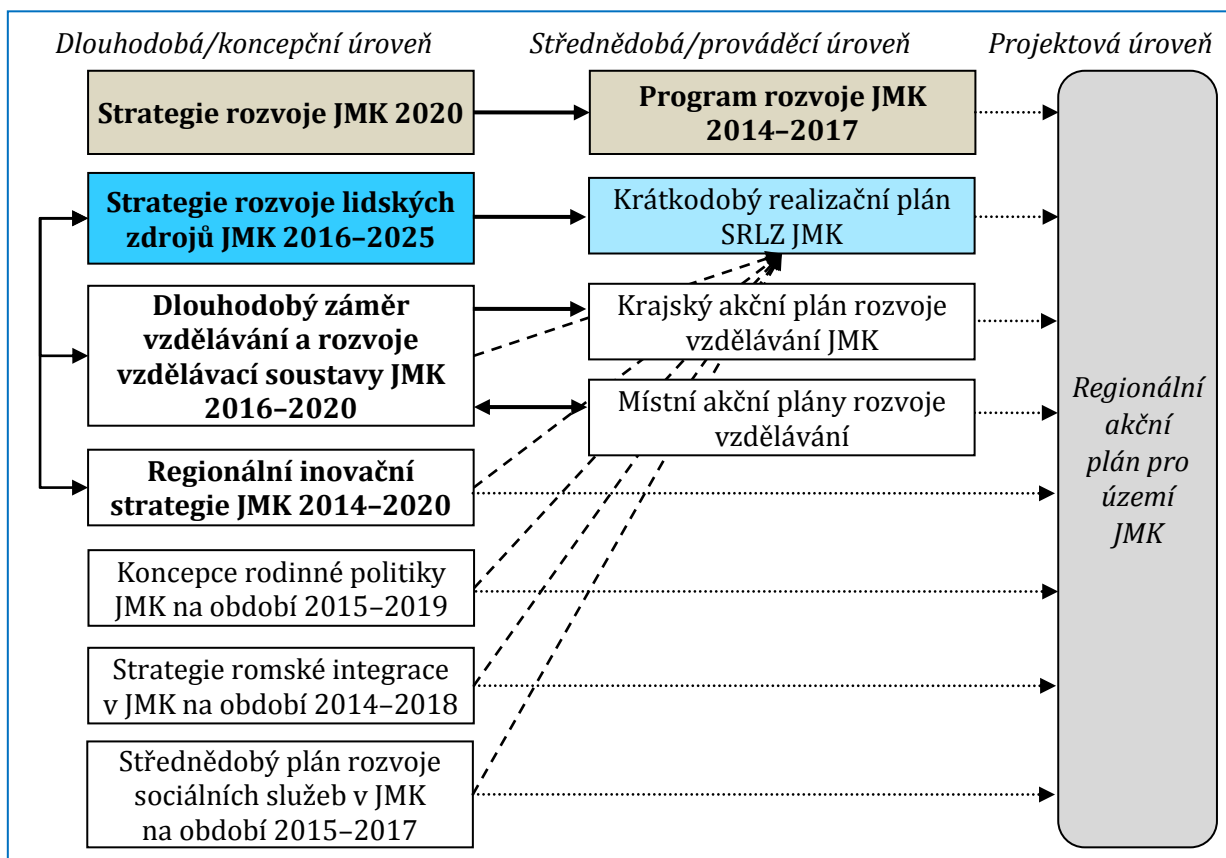 Dlouhodobá/koncepční úroveň
Střednědobá/prováděcí úroveň
Projektová úroveň
Strategie rozvoje JMK 2020
Program rozvoje JMK
2014–2017
Strategie rozvoje lidských
zdrojů JMK 2016–2025
Krátkodobý realizační plán
SRLZ JMK
Dlouhodobý záměr
vzdělávání a rozvoje
vzdělávací soustavy JMK
2016–2020
Krajský akční plán rozvoje
vzdělávání JMK
Místní akční plány rozvoje
vzdělávání
Regionální inovační
strategie JMK 2014–2020
Koncepce rodinné politiky
JMK na období 2015–2019
Strategie romské integrace
v JMK na období 2014–2018
Střednědobý plán rozvoje
sociálních služeb v JMK
na období 2015–2017
Regionální
akční
plán pro
území
JMK